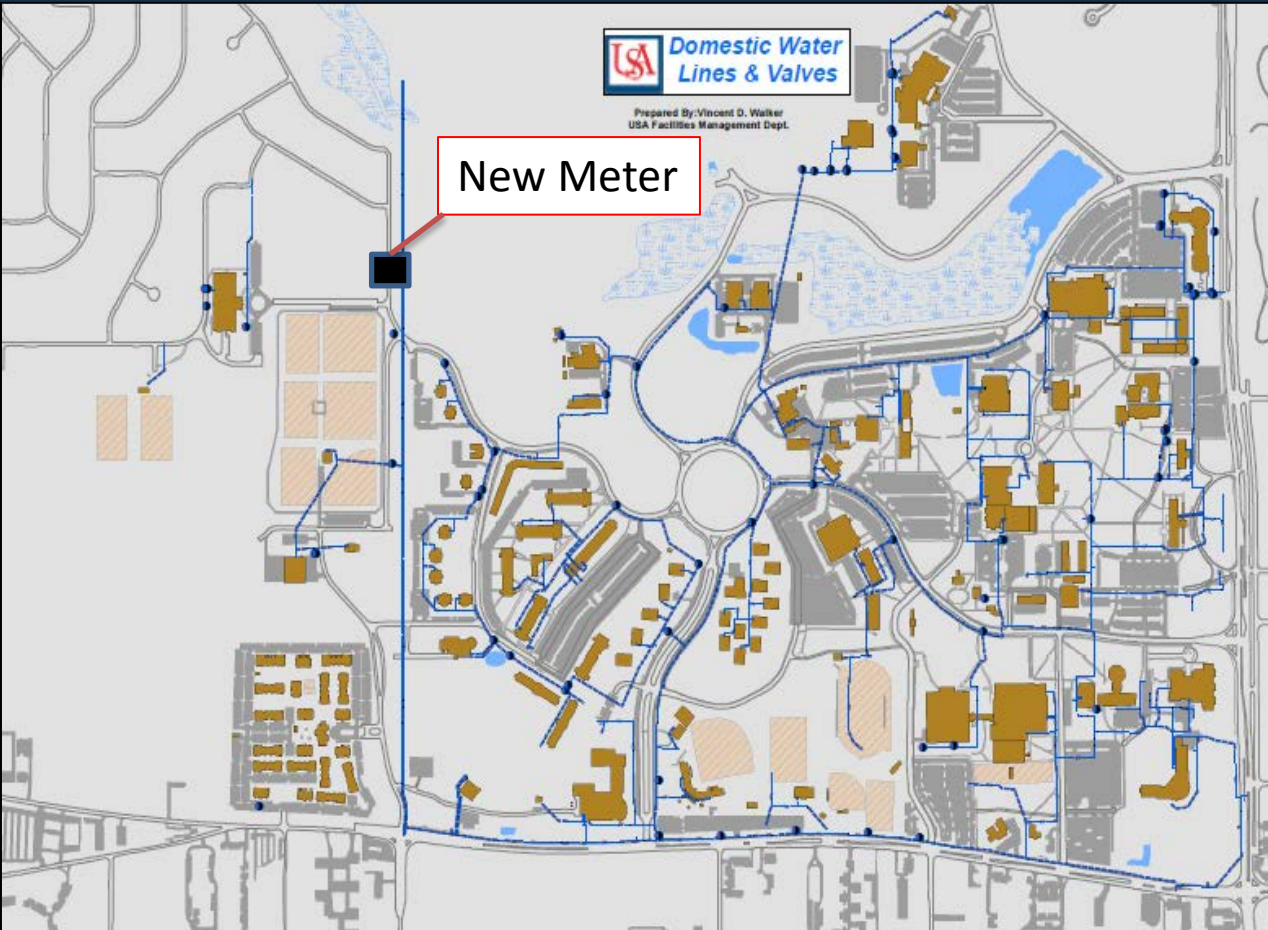 USA
Domestic Water
Lines & Valves
Prepared By:Vincent D. Walker
USA Facilities Management Dept.
New Meter